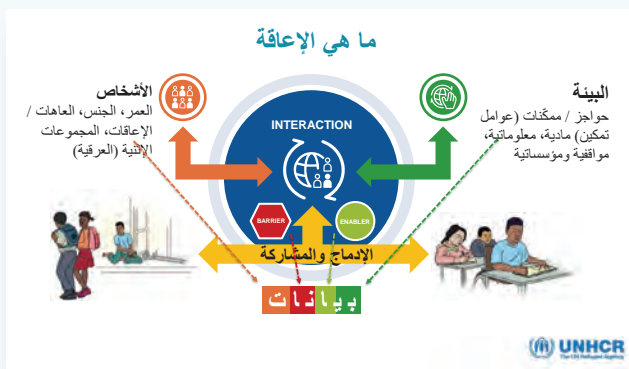 ما هي الإعاقة
الأشخاص
العمر، الجنس، العاهات /
الإعاقات، المجموعات
الإثنية (العرقية)
البيئة
حواجز / ممكّنات (عوامل
تمكين) مادية، معلوماتية،
مواقفية ومؤسساتية
INTERACTION
BARRIER
ENABLER
الإدماج والمشاركة
بيانات
UNHCR
The UN Refugee Agency